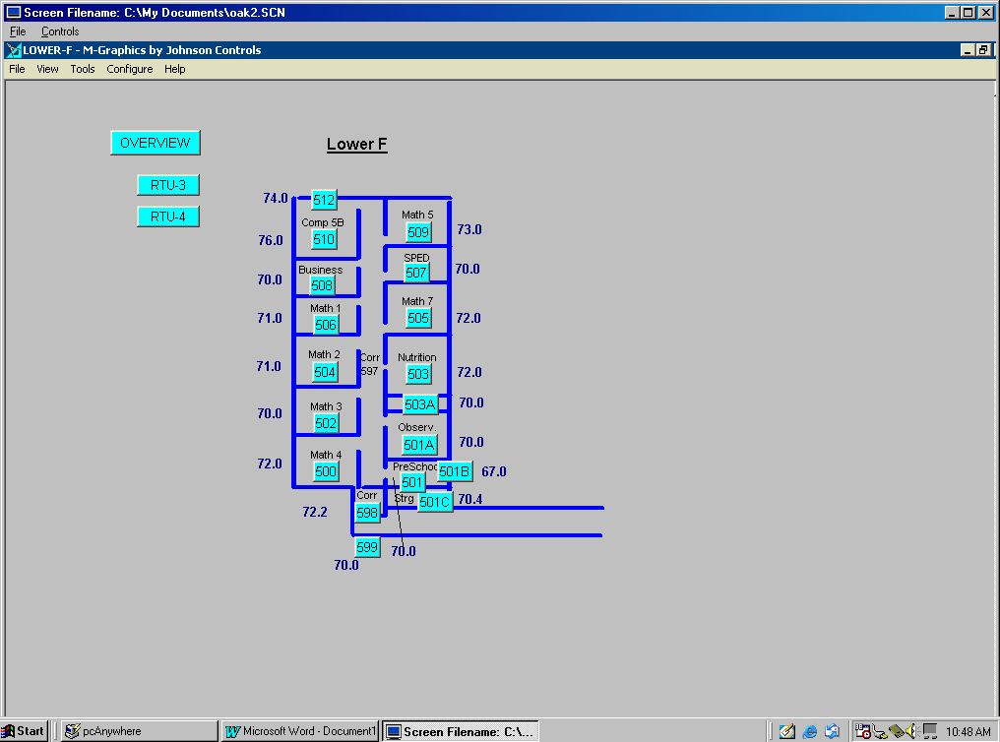 Screen Filename: C:\My Documents\oak2.SCN
File Controls
LOWER-F - M-Graphics by Johnson Controls
File View Tools Configure Help
OVERVIEW
Lower F
RTU-3
RTU-4
74.0 512
Math 5
Comp 5B
509 73.0
76.0 510
SPED
Business
507 70.0
70.0 508
Math 7
Math 1
71.0 506 505 72.0
Math 2 Corr Nutrition
71.0 504 597 503 72.0
Math 3 503A 70.0
70.0 502 Observ.
501A 70.0
Math 4
72.0 500 PreSchoo 501B 67.0
501
Corr Strg 501C 70.4
72.2 598
599 70.0
70.0
Start pcAnywhere Microsoft Word - Document1 Screen Filename: C:\... 10:48 AM